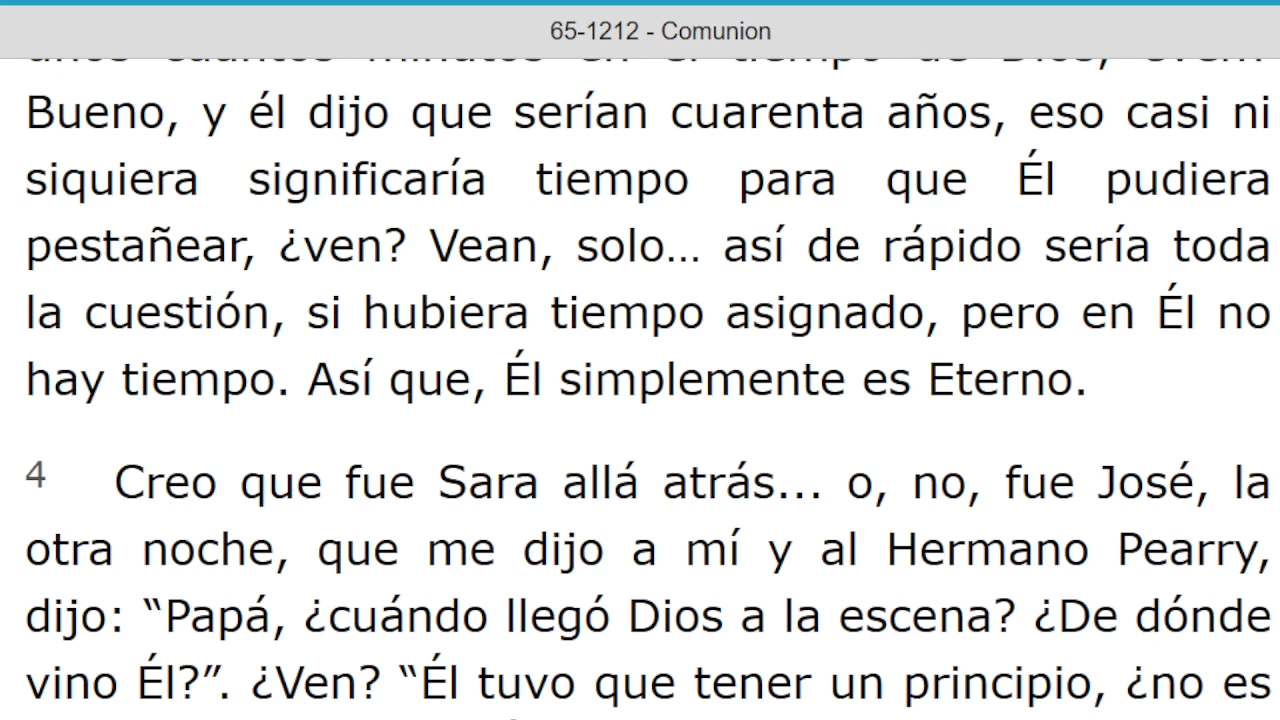 65-1212 - Comunion
Bueno, y él dijo que serían cuarenta años, eso casi ni
siquiera significaría tiempo para que Él pudiera
pestañear, ¿ven? Vean, solo… así de rápido sería toda
la cuestión, si hubiera tiempo asignado, pero en Él no
hay tiempo. Así que, Él simplemente es Eterno.
4 Creo que fue Sara allá atrás... o, no, fue José, la
otra noche, que me dijo a mí y al Hermano Pearry,
dijo: “Papá, ¿cuándo llegó Dios a la escena? ¿De dónde
vino Él?”. ¿Ven? “Él tuvo que tener un principio, ¿no es